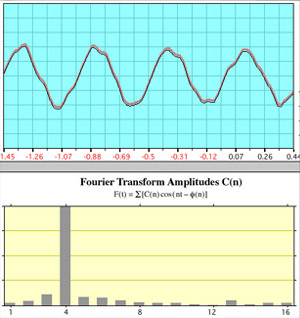 -1.45 -1.26 -1.07 -0.88 -0.69 -0.5 -0.31 -0.12 0.07 0.26 0.44
Fourier Transform Amplitudes C(n)
F(t) = Σ[C(n) cos( nt – ϕ(n)]
1 4 8 12 16